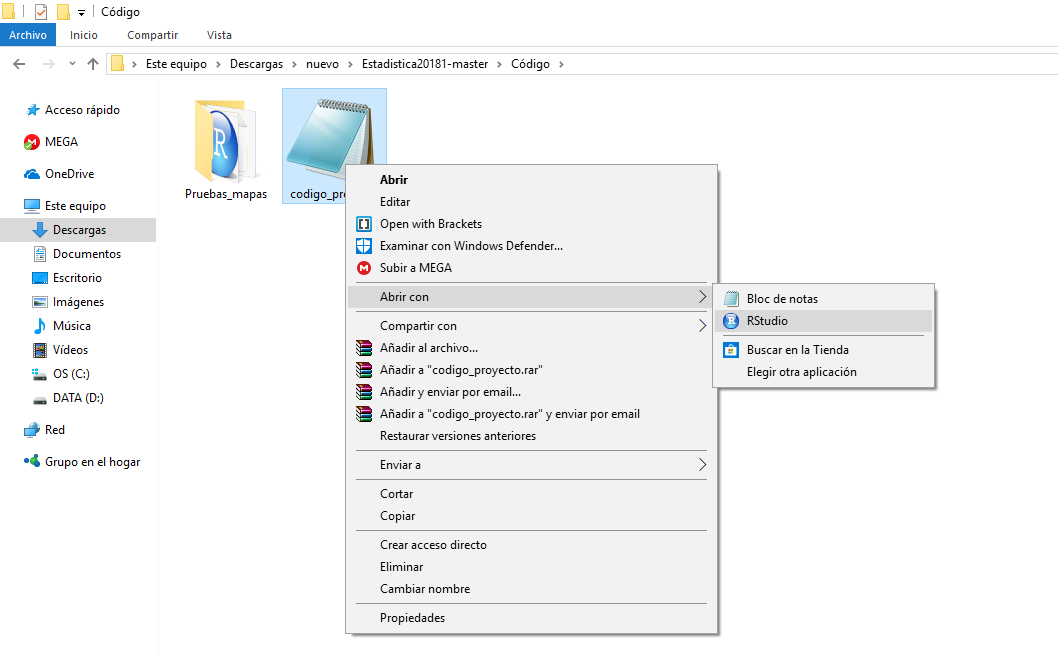 Código
Archivo Inicio Compartir Vista
Este equipo Descargas nuevo Estadistica20181-master Código
Acceso rápido
MEGA
OneDrive
Este equipo
Descargas
Documentos
Escritorio
Imágenes
Música
Vídeos
OS (C:)
DATA (D:)
Red
Grupo en el hogar
Pruebas_mapas
codigo_pr
Abrir
Editar
Open with Brackets
Examinar con Windows Defender...
Subir a MEGA
Abrir con
Compartir con
Añadir al archivo...
Añadir a "codigo_proyecto.rar"
Añadir y enviar por email...
Añadir a "codigo_proyecto.rar" y enviar por email
Restaurar versiones anteriores
Enviar a
Cortar
Copiar
Crear acceso directo
Eliminar
Cambiar nombre
Propiedades
Bloc de notas
RStudio
Buscar en la Tienda
Elegir otra aplicación